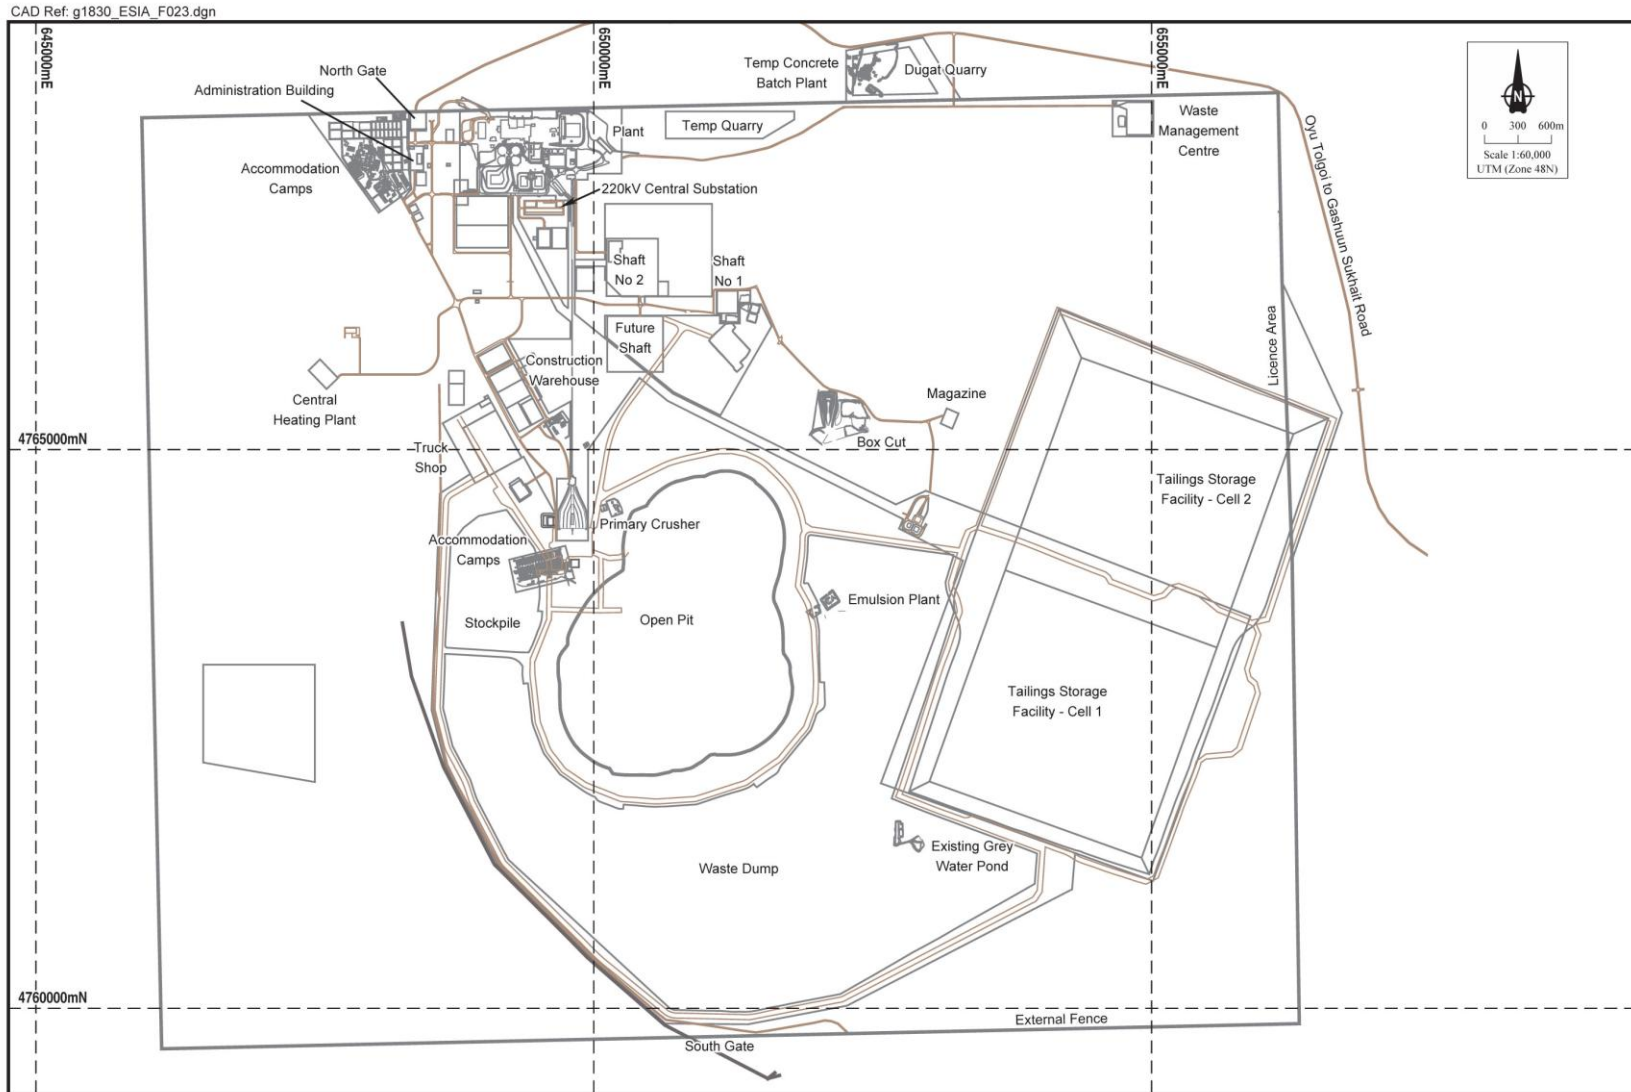 CAD Ref: g1830_ESIA_F023.dgn
645000mE
650000mE
655000mE
North Gate
Administration Building
Accommodation
Camps
Plant
Temp Quarry
Temp Concrete
Batch Plant
Dugat Quarry
Waste
Management
Centre
N
0 300 600m
Scale 1:60,000
UTM (Zone 48N)
Oyu Tolgoi to Gashuun Sukhait Road
220kV Central Substation
Shaft
No 2
Shaft
No 1
Future
Shaft
Licence Area
Construction
Warehouse
Central
Heating Plant
Magazine
Box Cut
4765000mN
Truck
Shop
Tailings Storage
Facility - Cell 2
Primary Crusher
Accommodation
Camps
Emulsion Plant
Stockpile
Open Pit
Tailings Storage
Facility - Cell 1
Existing Grey
Water Pond
Waste Dump
4760000mN
External Fence
South Gate